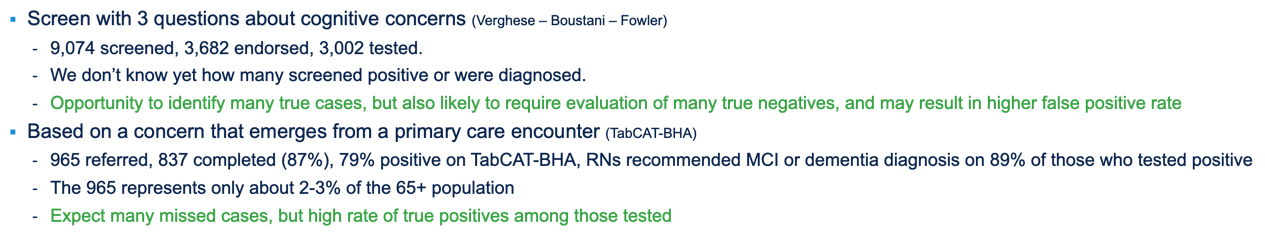 ▪ Screen with 3 questions about cognitive concerns (Verghese – Boustani – Fowler)
- 9,074 screened, 3,682 endorsed, 3,002 tested.
- We don’t know yet how many screened positive or were diagnosed.
- Opportunity to identify many true cases, but also likely to require evaluation of many true negatives, and may result in higher false positive rate
▪ Based on a concern that emerges from a primary care encounter (TabCAT-BHA)
- 965 referred, 837 completed (87%), 79% positive on TabCAT-BHA, RNs recommended MCI or dementia diagnosis on 89% of those who tested positive
- The 965 represents only about 2-3% of the 65+ population
- Expect many missed cases, but high rate of true positives among those tested